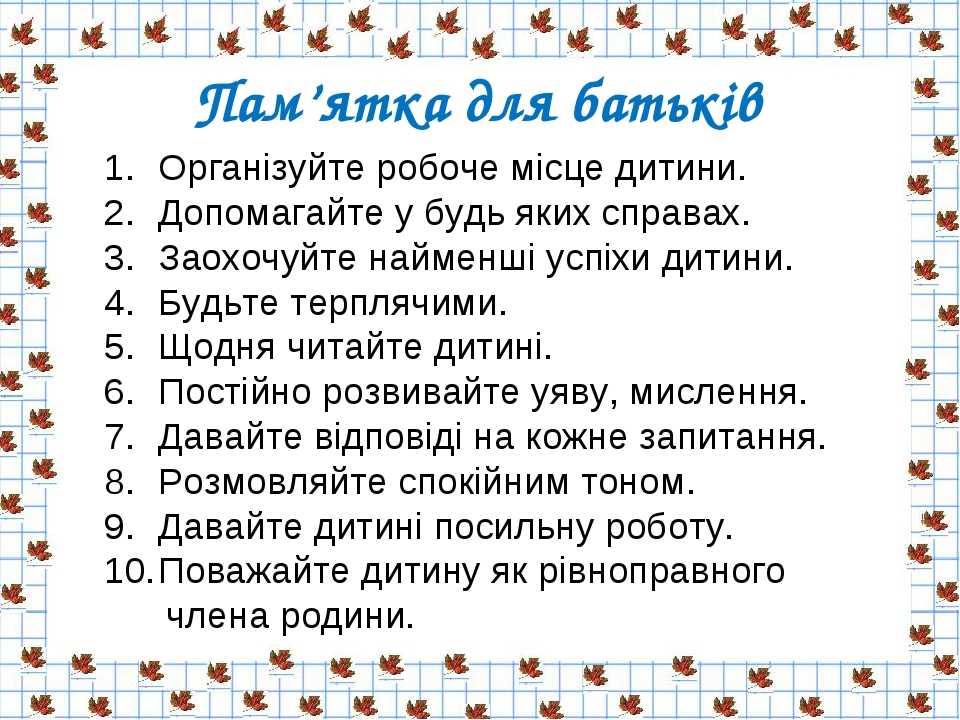 Пам’ятка для батьків
1. Організуйте робоче місце дитини.
2. Допомагайте у будь яких справах.
3. Заохочуйте найменші успіхи дитини.
4. Будьте терплячими.
5. Щодня читайте дитині.
6. Постійно розвивайте уяву, мислення.
7. Давайте відповіді на кожне запитання.
8. Розмовляйте спокійним тоном.
9. Давайте дитині посильну роботу.
10. Поважайте дитину як рівноправного
члена родини.